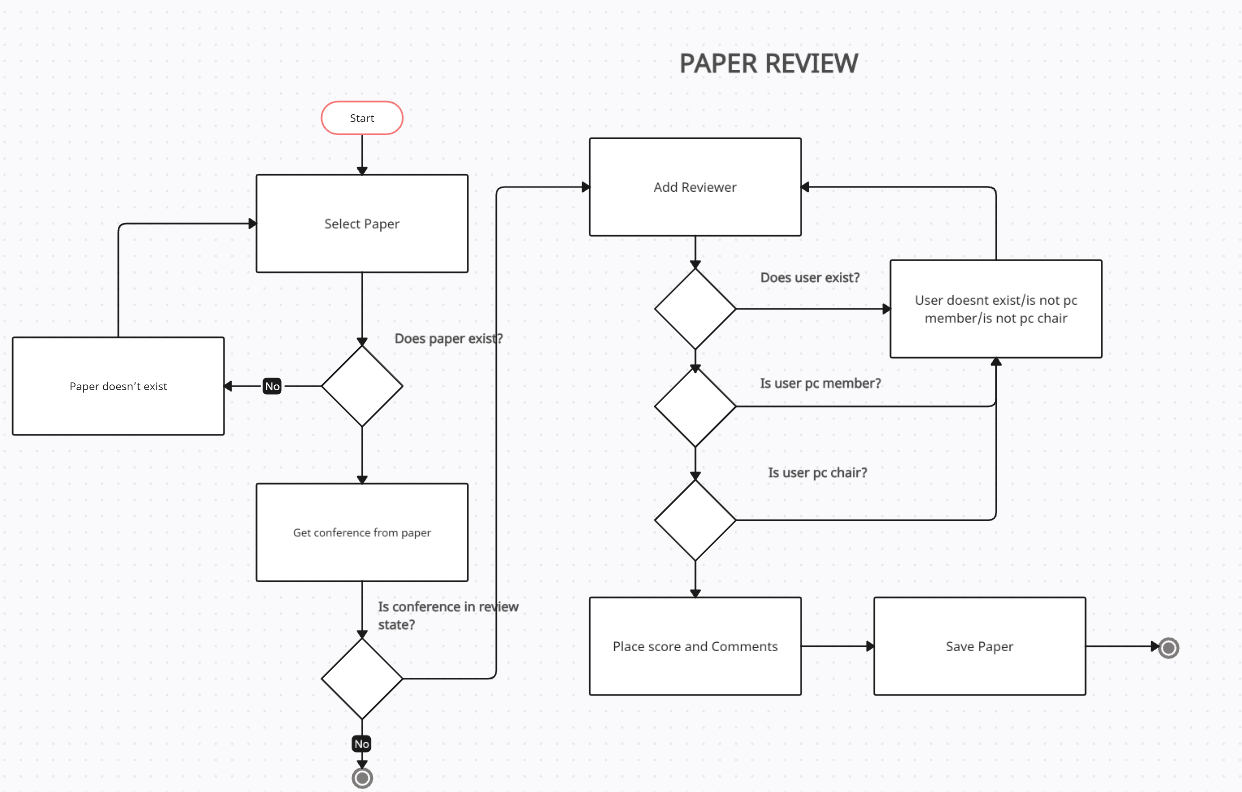 PAPER REVIEW
Start
Select Paper
Does paper exist?
No
Paper doesn't exist
Get conference from paper
Is conference in review
state?
No
Add Reviewer
Does user exist?
User doesnt exist/is not pc
member/is not pc chair
Is user pc member?
Is user pc chair?
Place score and Comments
Save Paper